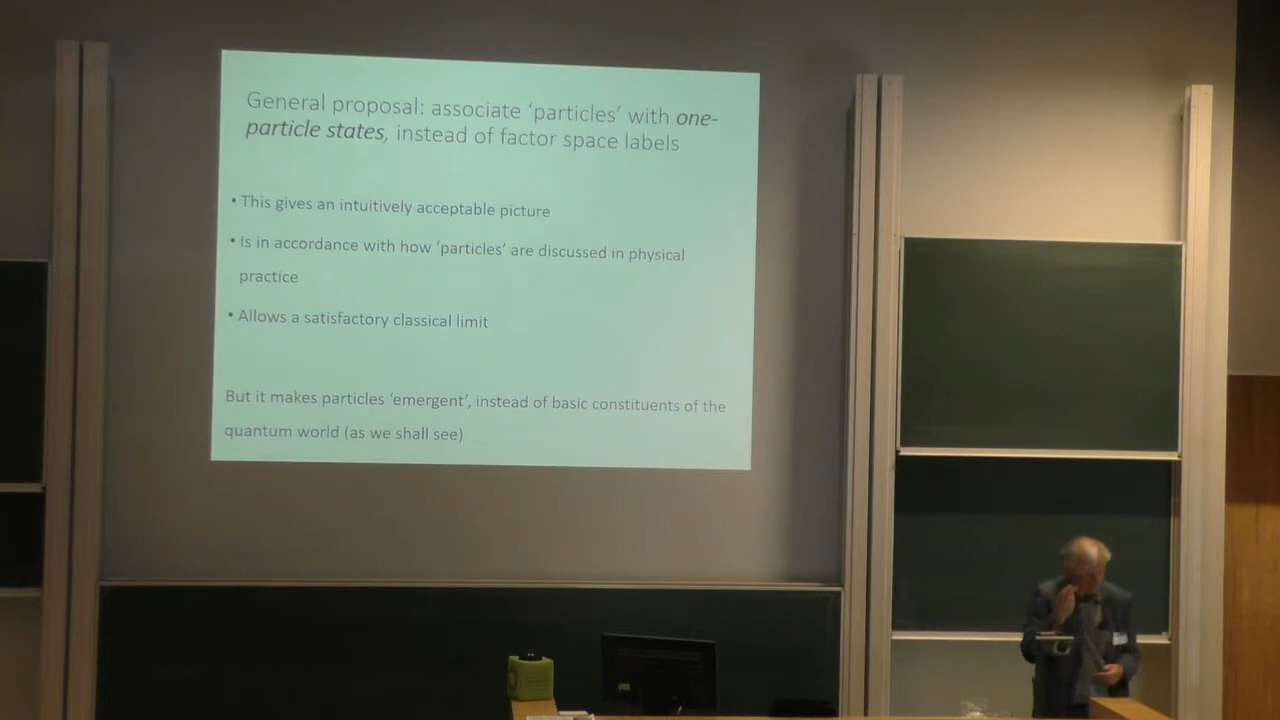 General proposal: associate ‘particles’ with one-
particle states, instead of factor space labels
• This gives an intuitively acceptable picture
• Is in accordance with how ‘particles’ are discussed in physical
practice
• Allows a satisfactory classical limit
But it makes particles ‘emergent’, instead of basic constituents of the
quantum world (as we shall see)